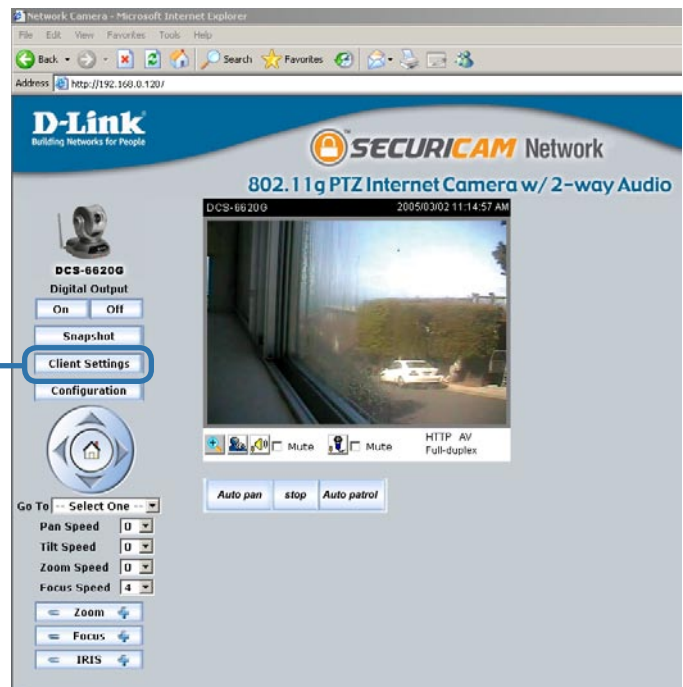 Network Camera - Microsoft Internet Explorer
File Edit View Favorites Tools Help
Back Search Favorites
Address http://192.168.0.120/
D-Link
Building Networks for People
SECURICAM Network
802.11g PTZ Internet Camera w/ 2-way Audio
DCS-6620G 2005/03/02 11:14:57 AM
DCS-6620G
Digital Output
On Off
Snapshot
Client Settings
Configuration
Mute Mute HTTP AV
Full-duplex
Auto pan stop Auto patrol
Go To -- Select One --
Pan Speed 0
Tilt Speed 0
Zoom Speed 0
Focus Speed 4
Zoom
Focus
IRIS